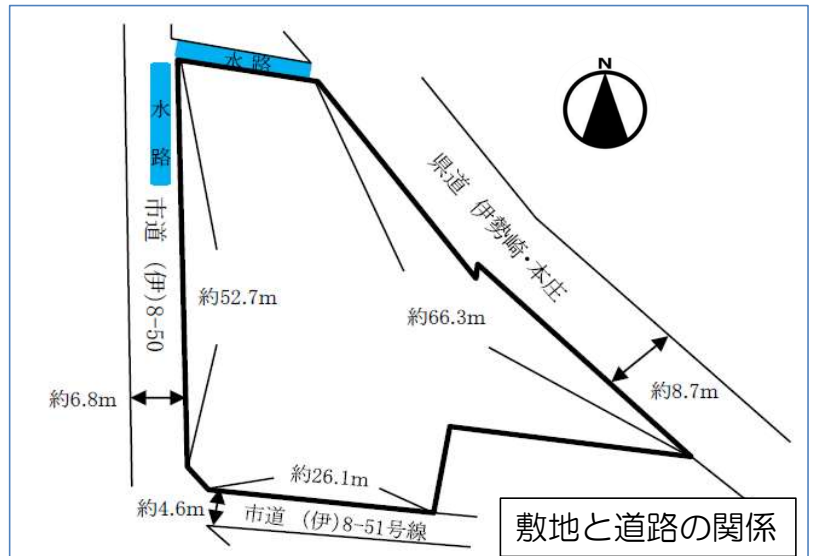 水路
水路
N
県道 伊勢崎・本庄
市道 (伊)8-50
約52.7m
約66.3m
約8.7m
約6.8m
約26.1m
約4.6m
市道 (伊)8-51号線
敷地と道路の関係